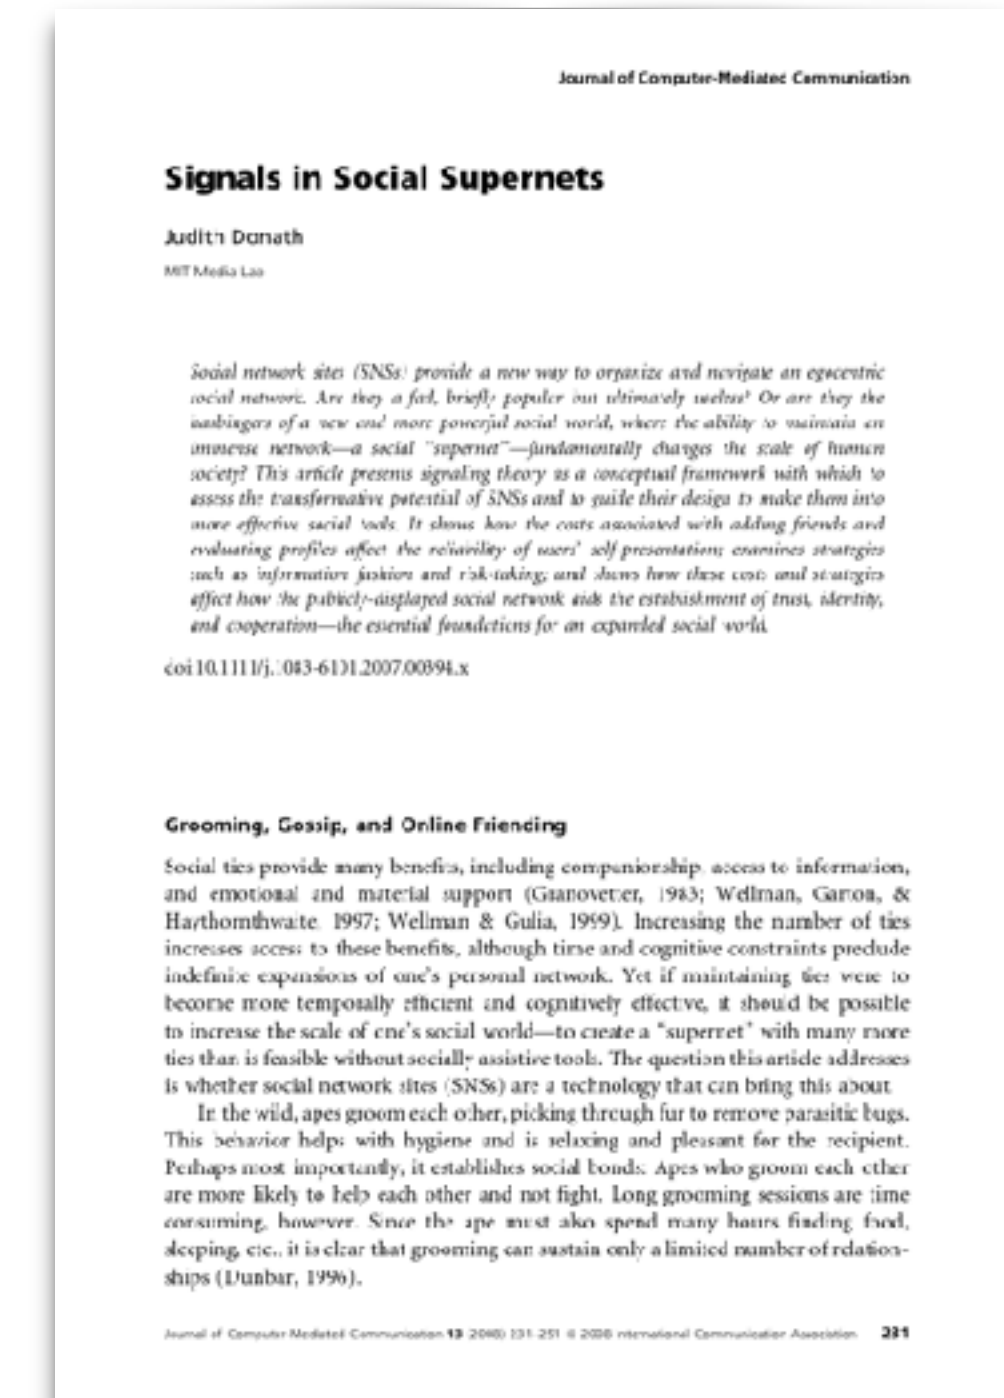 Journal of Computer-Mediated Communication
Signals in Social Supernets
Judith Donath
MIT Media Lab
Social network sites (SNSs) provide a new way to organize and navigate an egocentric
social network. Are they a fad, briefly popular but ultimately useless? Or are they the
harbingers of a new and more powerful social world, where the ability to maintain an
immense network—a social "supernet"—fundamentally changes the scale of human
society? This article presents signaling theory as a conceptual framework with which to
assess the transformative potential of SNSs and to guide their design to make them into
more effective social tools. It shows how the costs associated with adding friends and
evaluating profiles affect the reliability of users' self-presentation; examines strategies
such as information fashion and risk-taking; and shows how these costs and strategies
affect how the publicly-displayed social network aids the establishment of trust, identity,
and cooperation—the essential foundations for an expanded social world.
doi:10.1111/j.1083-6101.2007.00394.x
Grooming, Gossip, and Online Friending
Social ties provide many benefits, including companionship, access to information,
and emotional and material support (Granovetter, 1983; Wellman, Garton, &
Haythornthwaite, 1997; Wellman & Gulia, 1999). Increasing the number of ties
increases access to these benefits, although time and cognitive constraints preclude
indefinite expansions of one's personal network. Yet if maintaining ties were to
become more temporally efficient and cognitively effective, it should be possible
to increase the scale of one's social world—to create a "supernet" with many more
ties than is feasible without socially assistive tools. The question this article addresses
is whether social network sites (SNSs) are a technology that can bring this about.
In the wild, apes groom each other, picking through fur to remove parasitic bugs.
This behavior helps with hygiene and is relaxing and pleasant for the recipient.
Perhaps most importantly, it establishes social bonds: Apes who groom each other
are more likely to help each other and not fight. Long grooming sessions are time
consuming, however. Since the ape must also spend many hours finding food,
sleeping, etc., it is clear that grooming can sustain only a limited number of relation-
ships (Dunbar, 1996).
Journal of Computer-Mediated Communication 13 (2008) 231–251 © 2008 International Communication Association 231